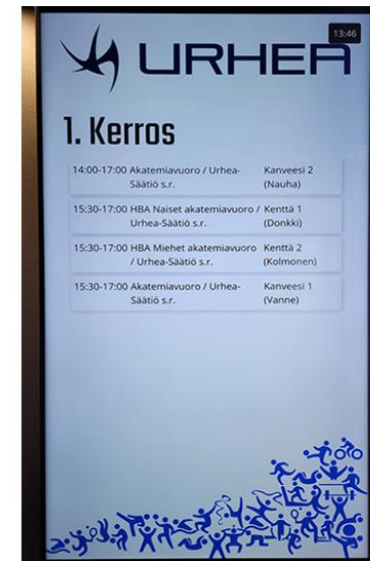 13:46
URHEA
1. Kerros
14:00-17:00 Akatemiavuoro / Urhea- Kanveesi 2
Säätiö s.r. (Nauha)
15:30-17:00 HBA Naiset akatemiavuoro / Kenttä 1
Urhea-Säätiö s.r. (Donkki)
15:30-17:00 HBA Miehet akatemiavuoro Kenttä 2
/ Urhea-Säätiö s.r. (Kolmonen)
15:30-17:00 Akatemiavuoro / Urhea- Kanveesi 1
Säätiö s.r. (Vanne)